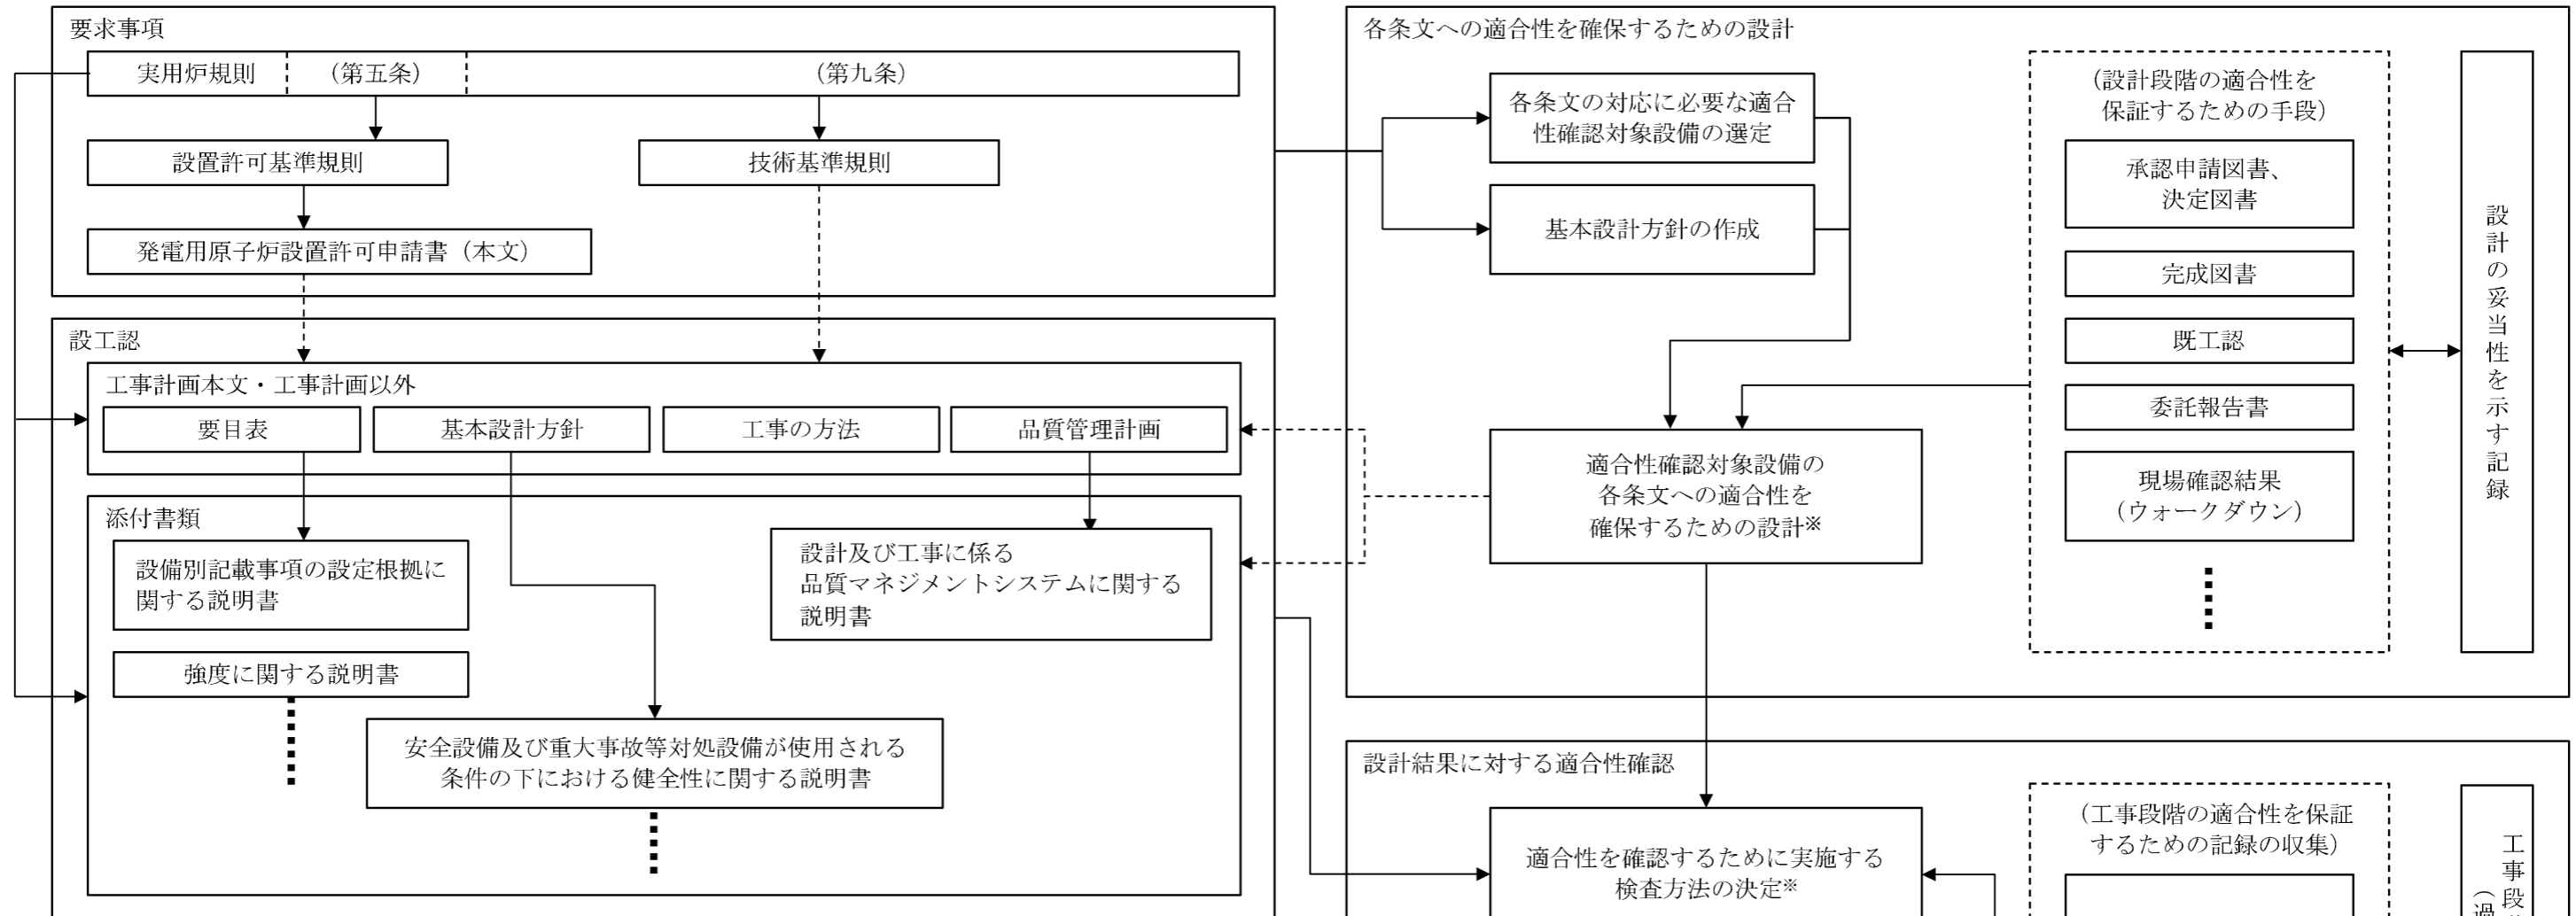 要求事項
実用炉規則
(第五条)
(第九条)
設置許可基準規則
技術基準規則
発電用原子炉設置許可申請書（本文）
設工認
工事計画本文・工事計画以外
要目表
基本設計方針
工事の方法
品質管理計画
添付書類
設備別記載事項の設定根拠に
関する説明書
設計及び工事に係る
品質マネジメントシステムに関する
説明書
強度に関する説明書
安全設備及び重大事故等対処設備が使用される
条件の下における健全性に関する説明書
各条文への適合性を確保するための設計
各条文の対応に必要な適合
性確認対象設備の選定
基本設計方針の作成
適合性確認対象設備の
各条文への適合性を
確保するための設計※
（設計段階の適合性を
保証するための手段）
承認申請図書、
決定図書
完成図書
既工認
委託報告書
現場確認結果
（ウォークダウン）
設計の妥当性を示す記録
設計結果に対する適合性確認
適合性を確認するために実施する
検査方法の決定※
（工事段階の適合性を保証
するための記録の収集）
工事段
（過